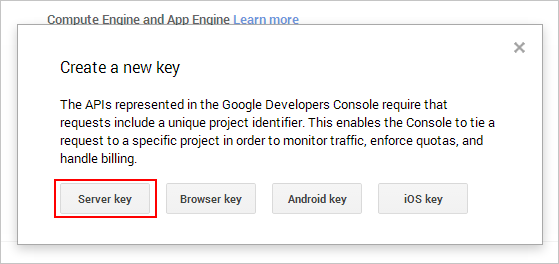 Compute Engine and App Engine Learn more
Create a new key
The APIs represented in the Google Developers Console require that
requests include a unique project identifier. This enables the Console to tie a
request to a specific project in order to monitor traffic, enforce quotas, and
handle billing.
Server key Browser key Android key iOS key